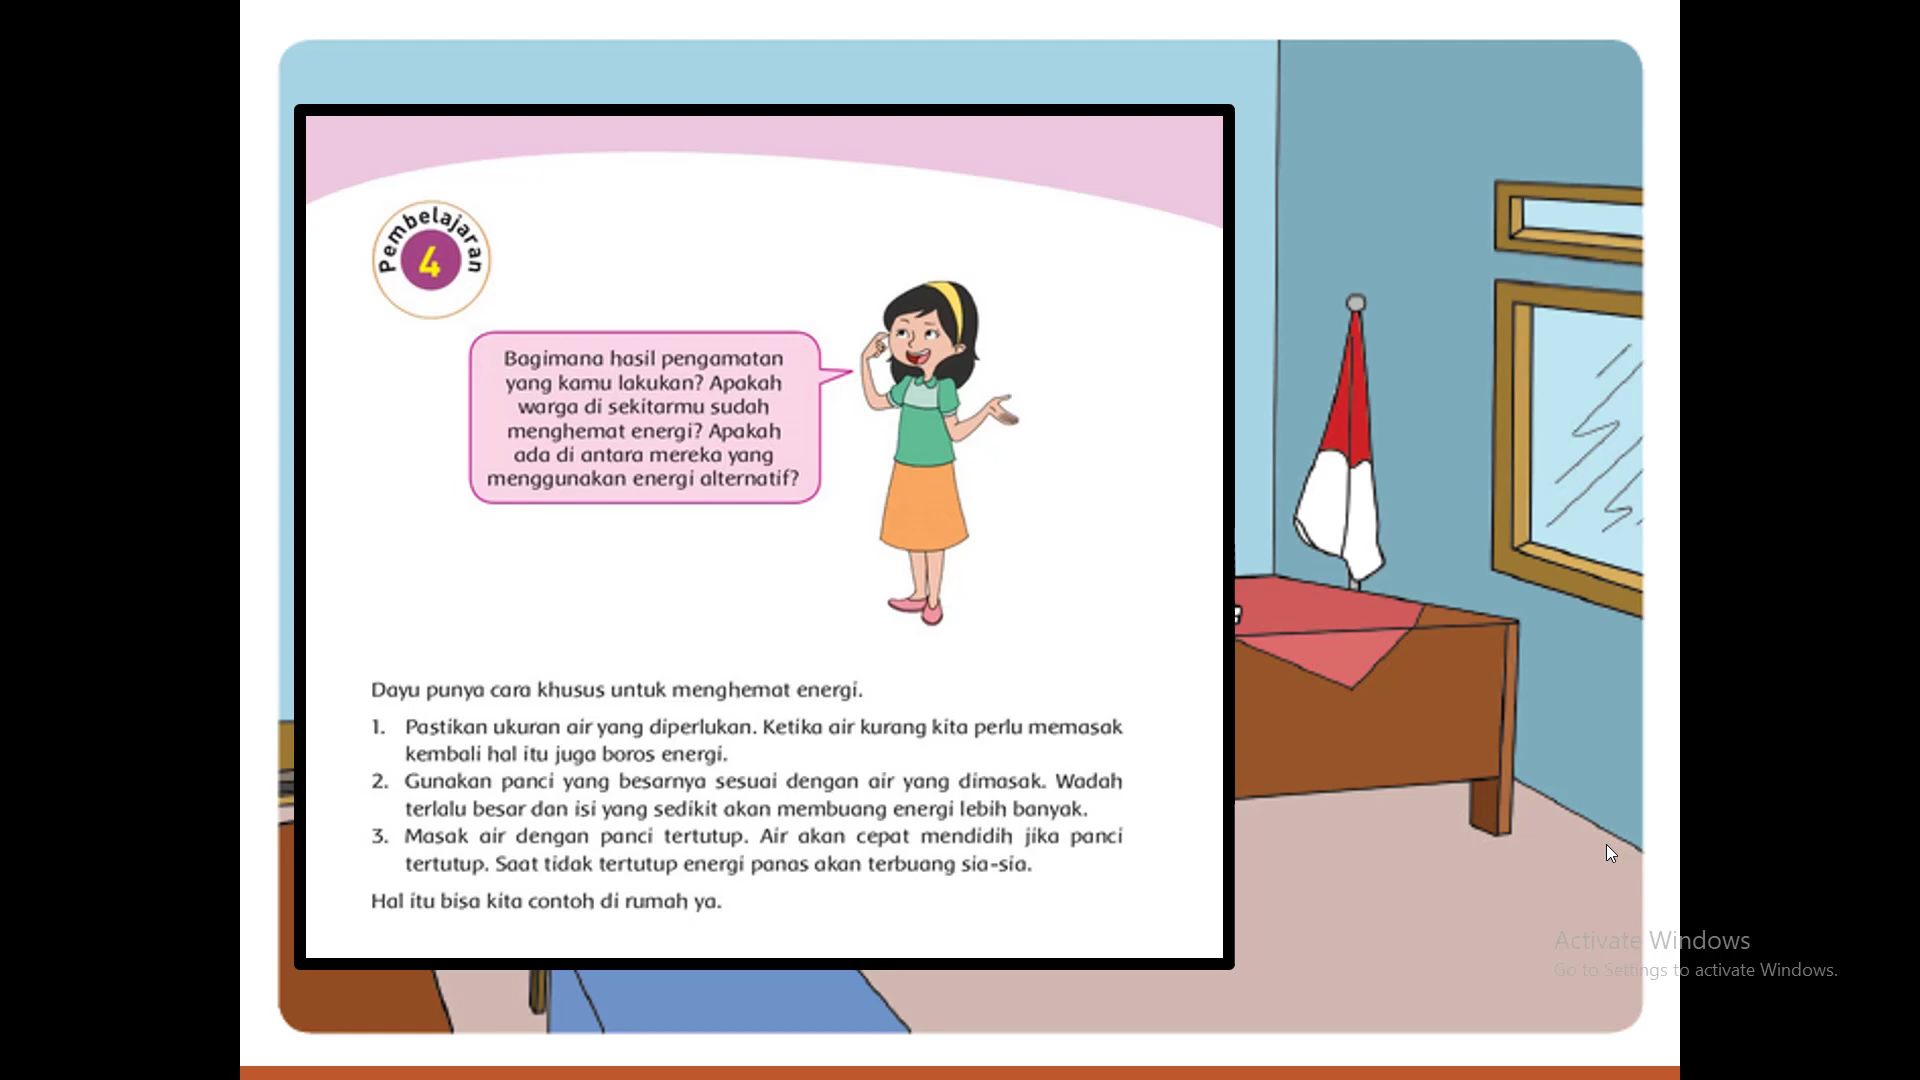 Pembelajaran
4
Bagimana hasil pengamatan
yang kamu lakukan? Apakah
warga di sekitarmu sudah
menghemat energi? Apakah
ada di antara mereka yang
menggunakan energi alternatif?
Dayu punya cara khusus untuk menghemat energi.
1. Pastikan ukuran air yang diperlukan. Ketika air kurang kita perlu memasak
kembali hal itu juga boros energi.
2. Gunakan panci yang besarnya sesuai dengan air yang dimasak. Wadah
terlalu besar dan isi yang sedikit akan membuang energi lebih banyak.
3. Masak air dengan panci tertutup. Air akan cepat mendidih jika panci
tertutup. Saat tidak tertutup energi panas akan terbuang sia-sia.
Hal itu bisa kita contoh di rumah ya.
Activate Windows
Go to Settings to activate Windows.